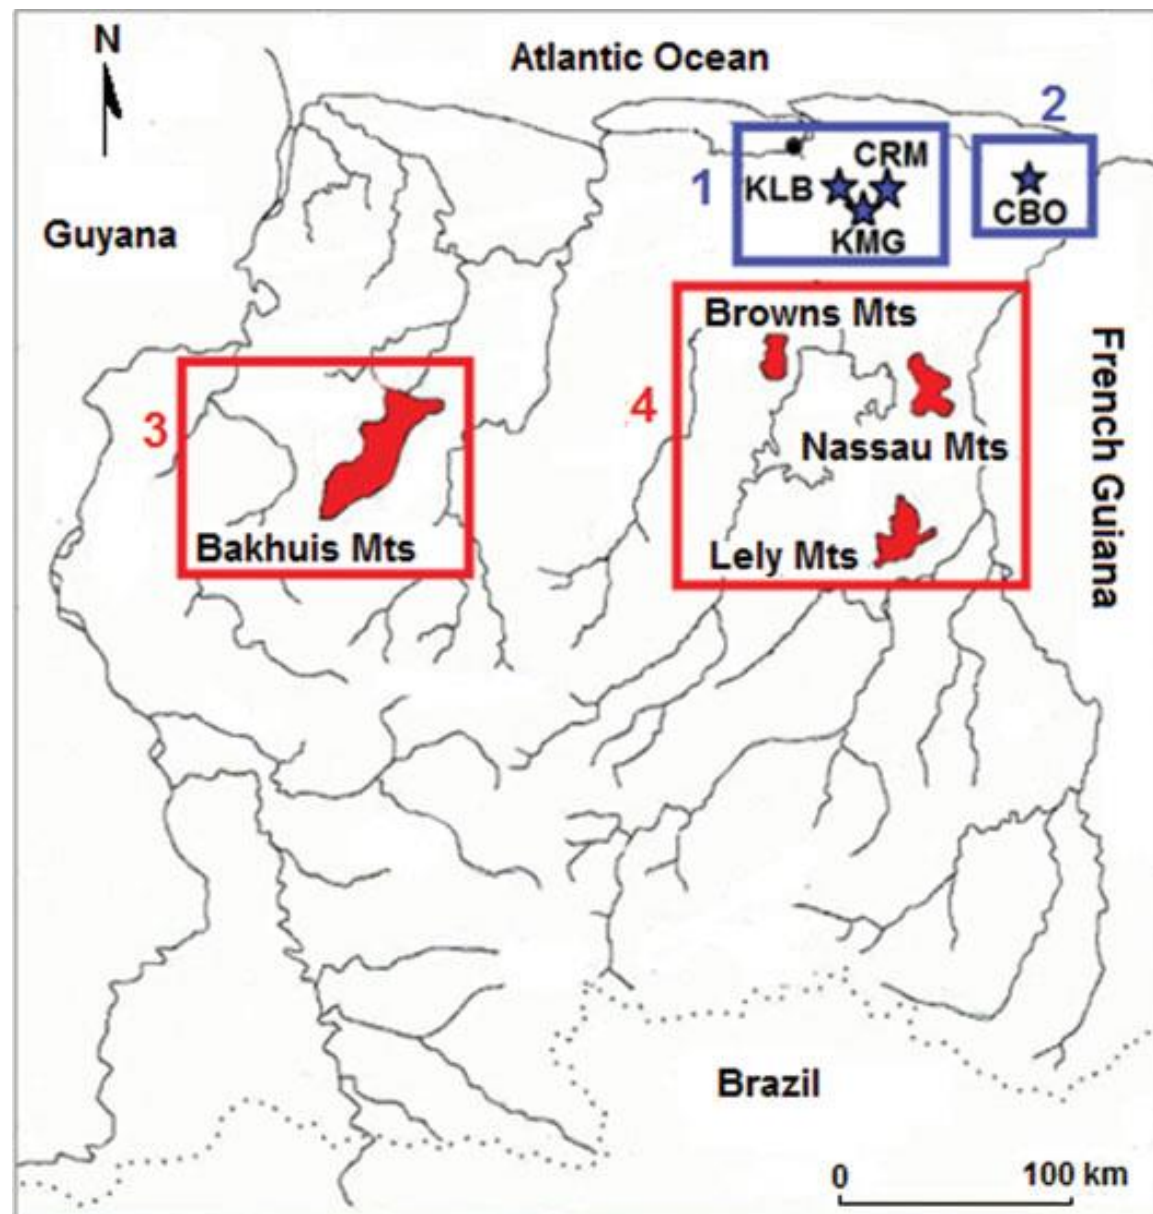 N
Atlantic Ocean
2
1
CRM
KLB
KMG
CBO
Guyana
Browns Mts
French Guiana
3
4
Nassau Mts
Bakhuis Mts
Lely Mts
Brazil
0 100 km